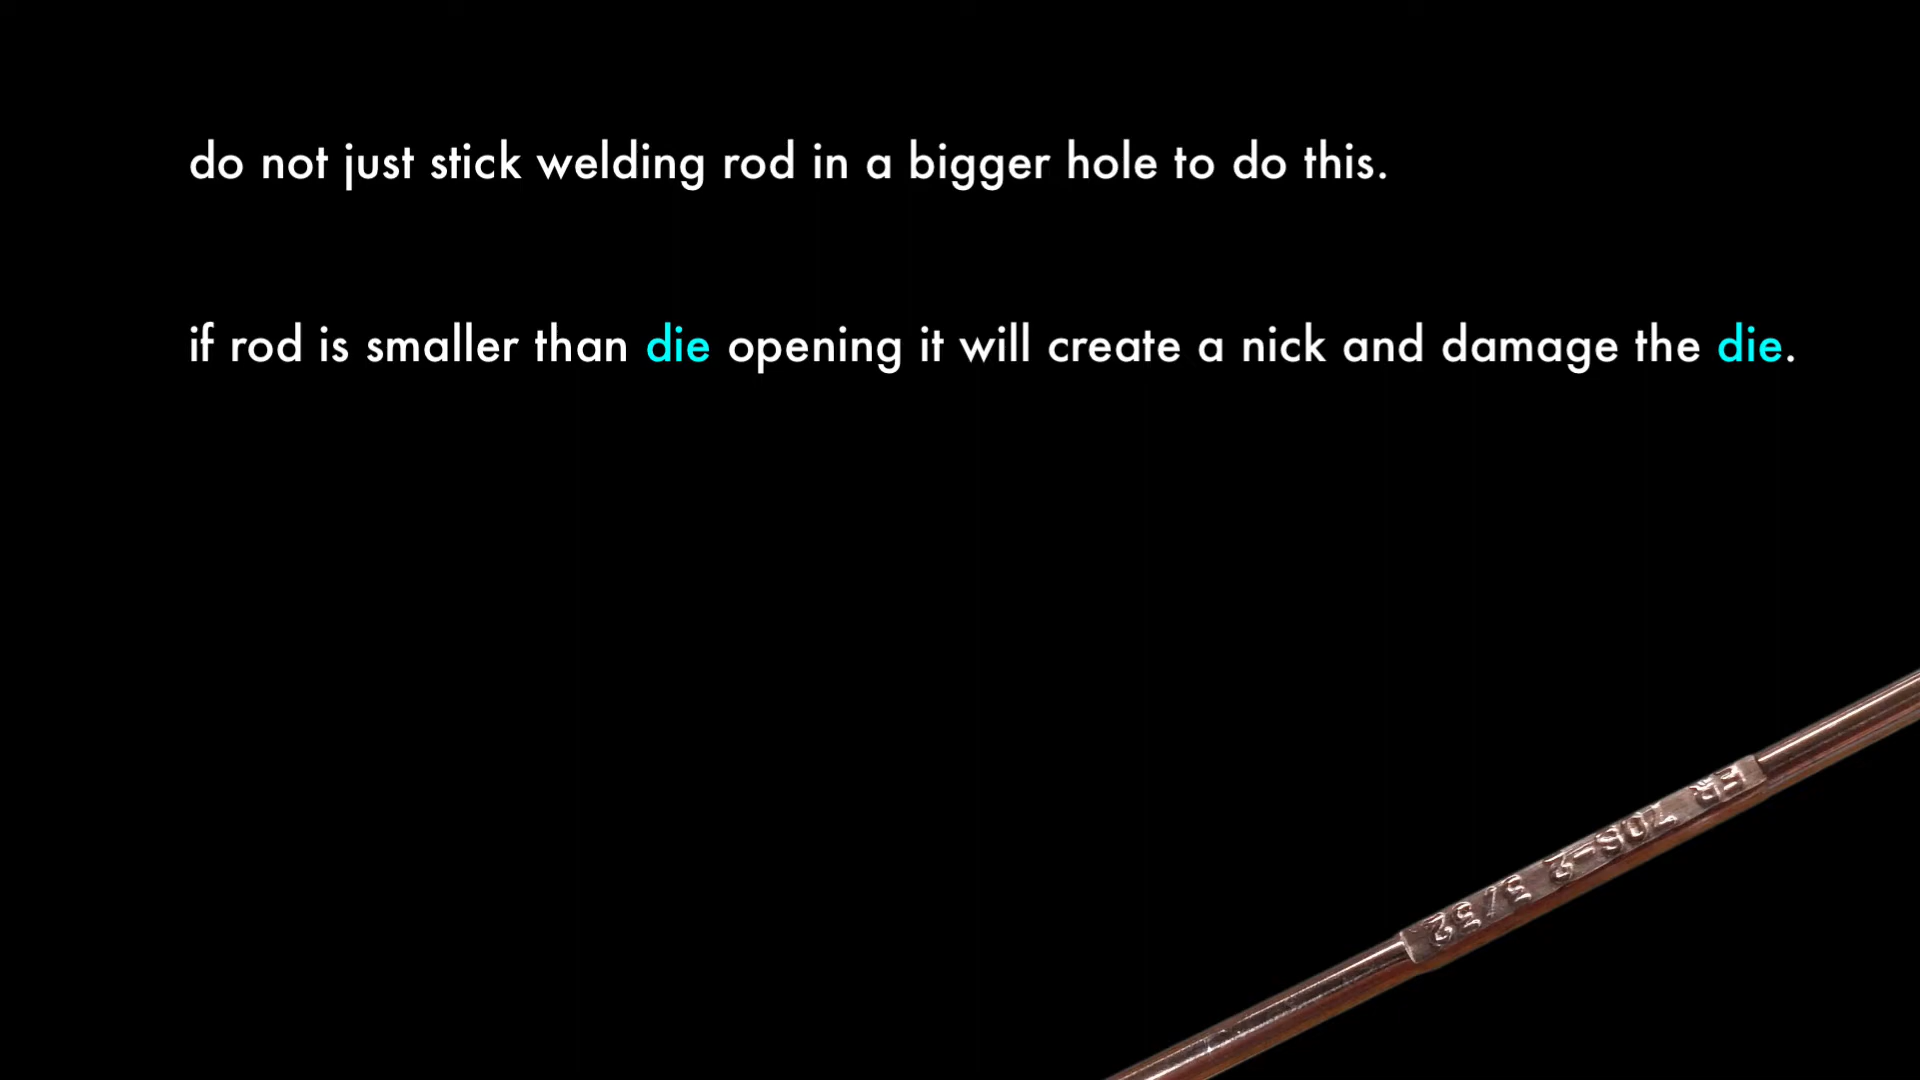 do not just stick welding rod in a bigger hole to do this.
if rod is smaller than die opening it will create a nick and damage the die.
ER 70S-2 3/32